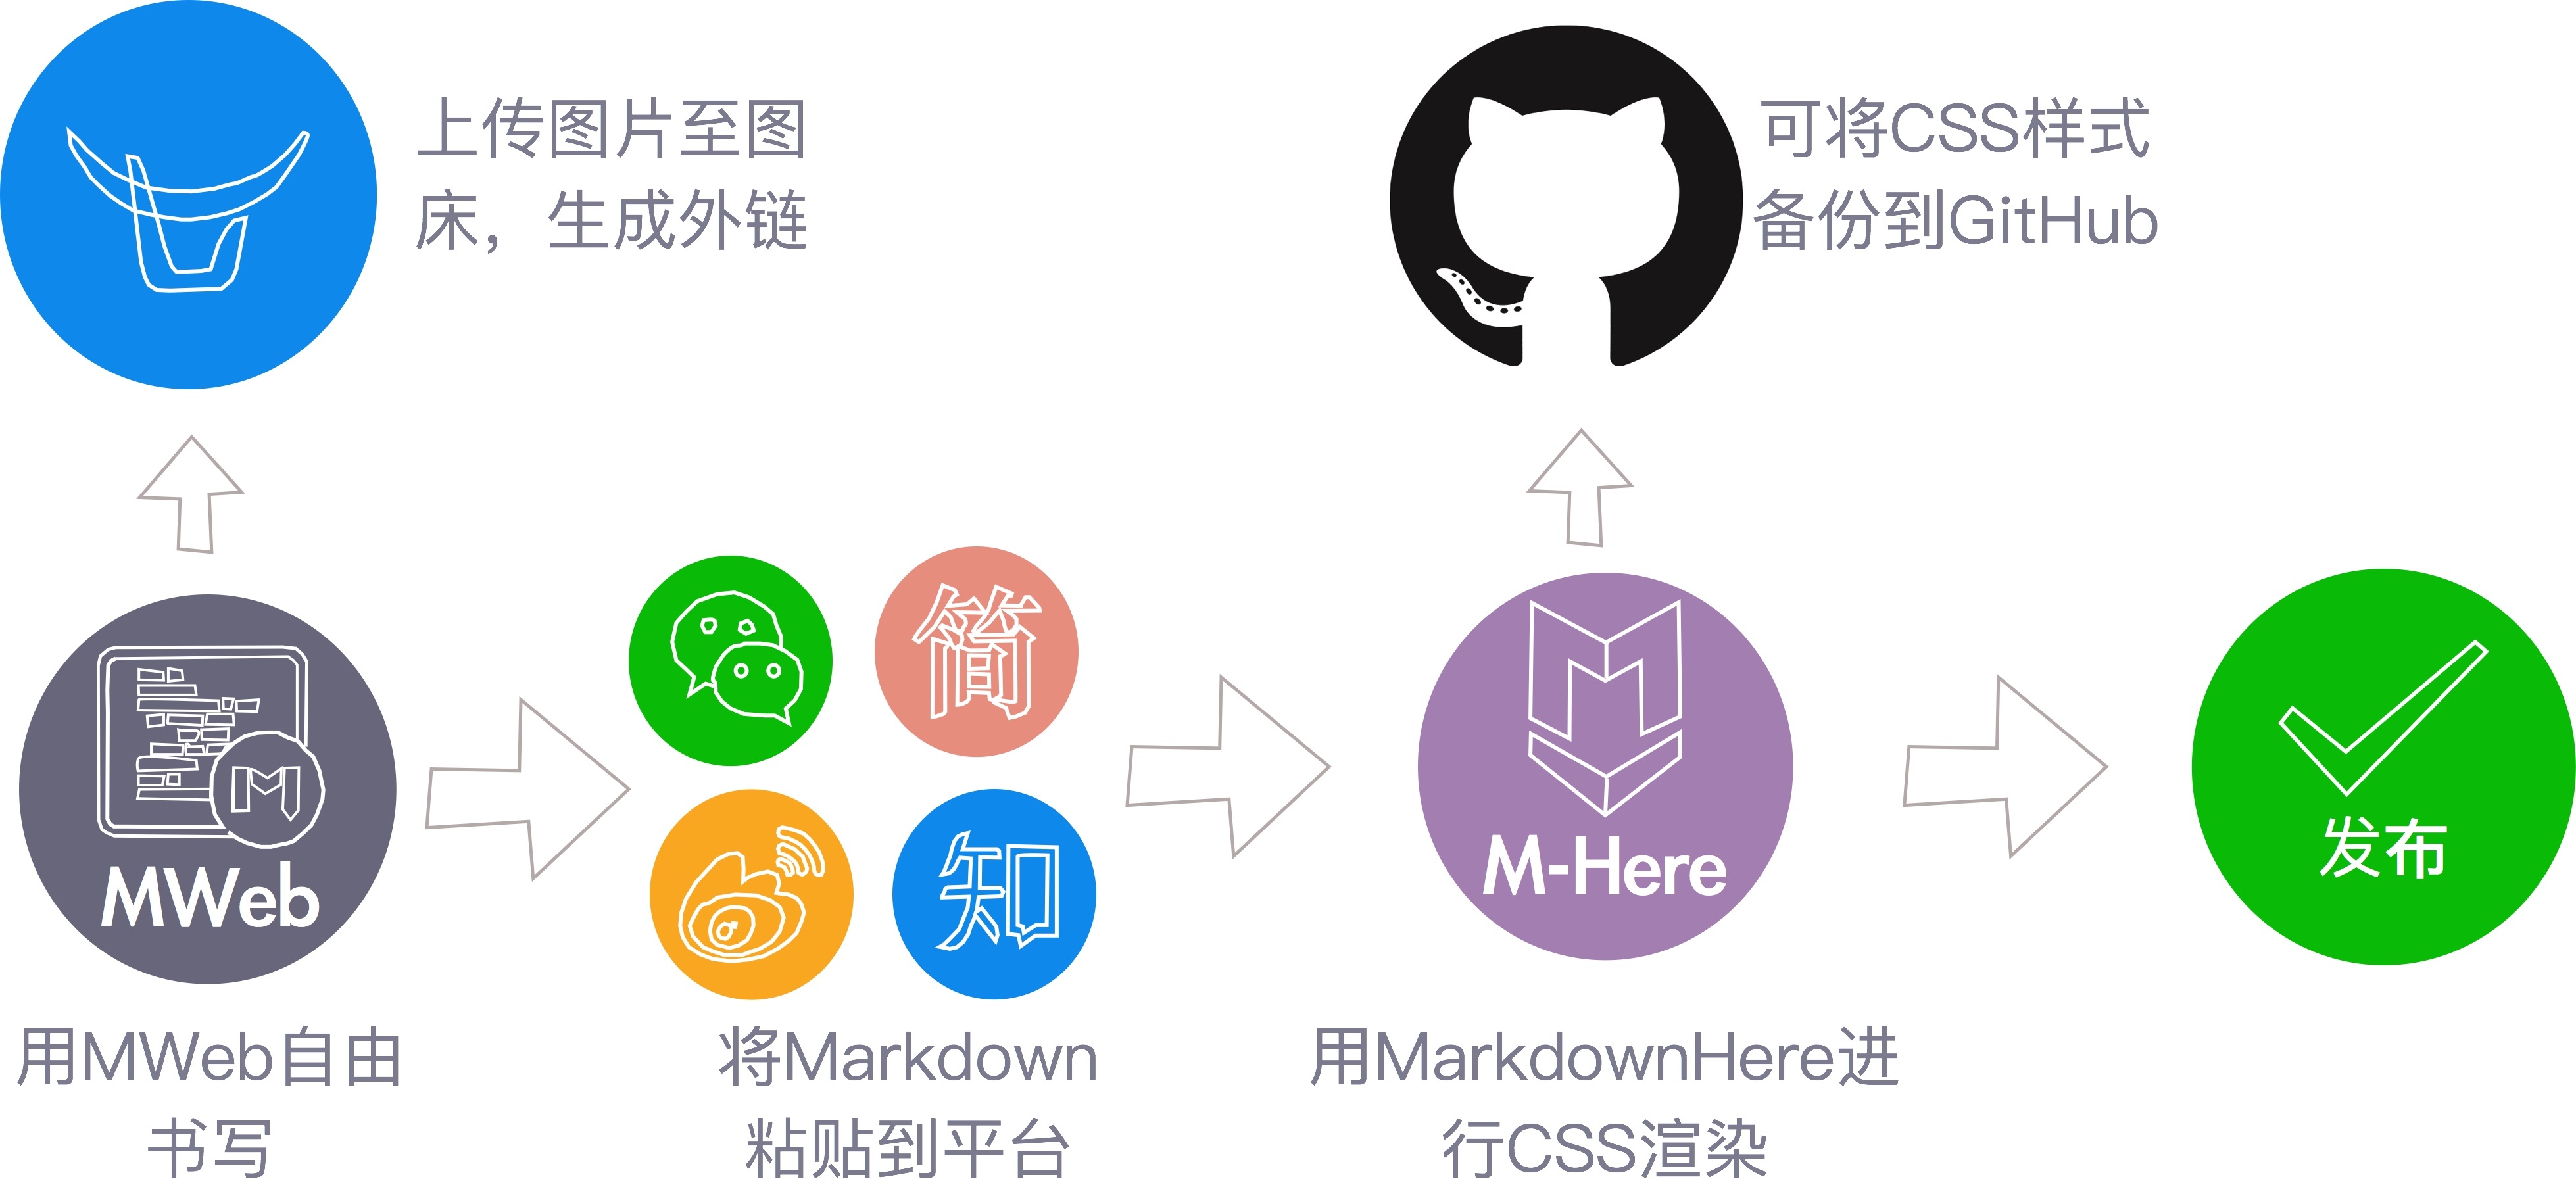 上传图片至图
床，生成外链
可将CSS样式
备份到GitHub
MWeb
用MWeb自由
书写
简
知
将Markdown
粘贴到平台
M-Here
用MarkdownHere进
行CSS渲染
发布